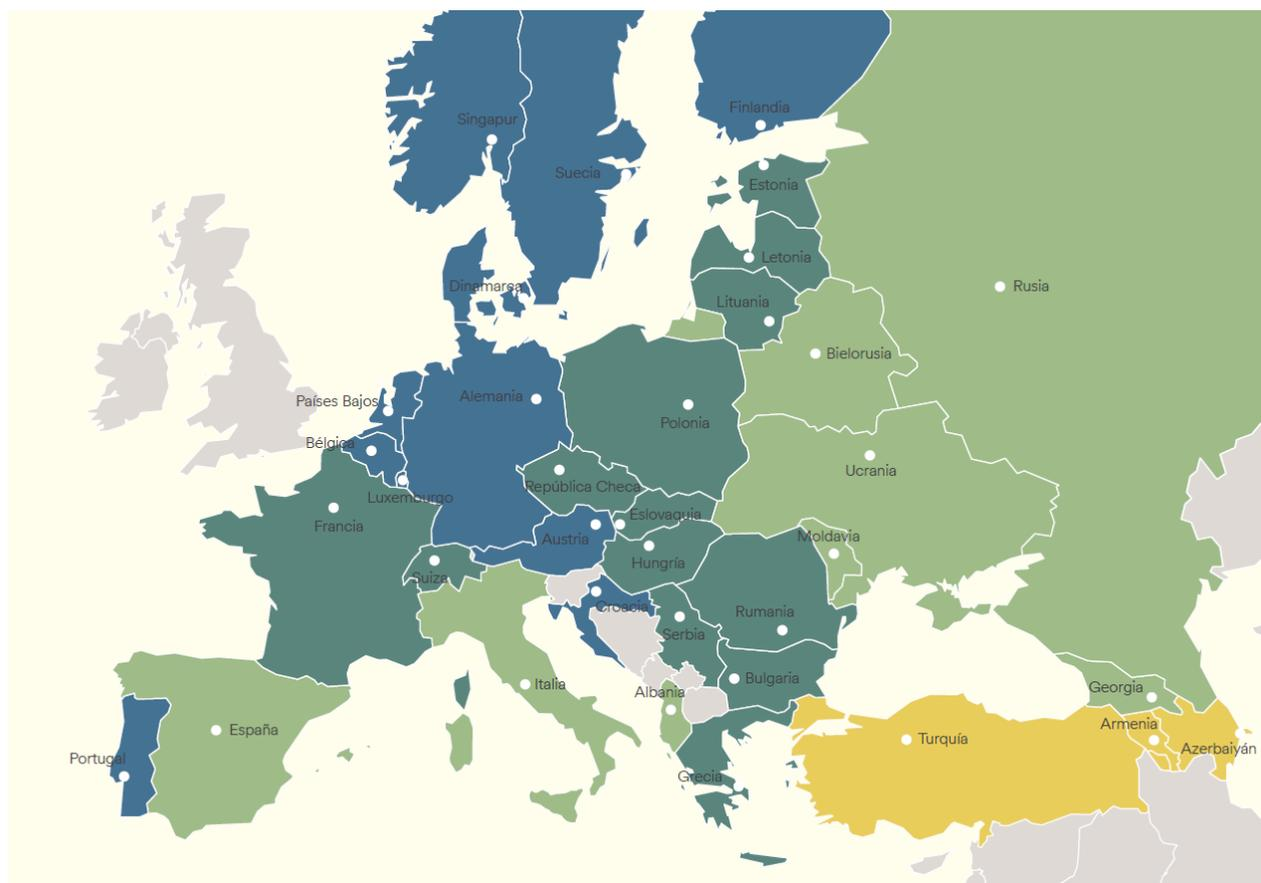 Finlandia
Singapur
Suecia
Estonia
Letonia
Dinamarca
Rusia
Lituania
Bielorusia
Alemania
Países Bajos
Polonia
Bélgica
Ucrania
República Checa
Luxemburgo
Eslovaquia
Francia
Moldavia
Austria
Hungría
Suiza
Croacia
Rumania
Serbia
Bulgaria
Italia
Georgia
Albania
Armenia
España
Turquía
Azerbaiyán
Portugal
Grecia